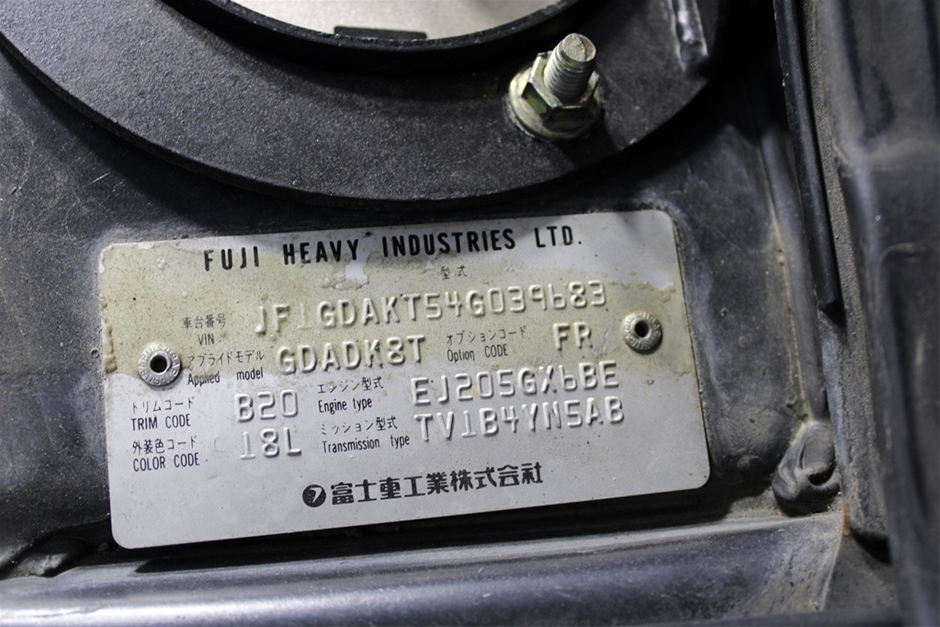 FUJI HEAVY INDUSTRIES LTD.
型式
車台番号 VIN JF1GDAKT54G039683
アプライドモデル Applied model GDADK8T オプションコード Option CODE FR
トリムコード TRIM CODE B20 エンジン型式 Engine type EJ205GX6BE
外装色コード COLOR CODE 18L ミッション型式 Transmission type TV1B4YN5AB
富士重工業株式会社